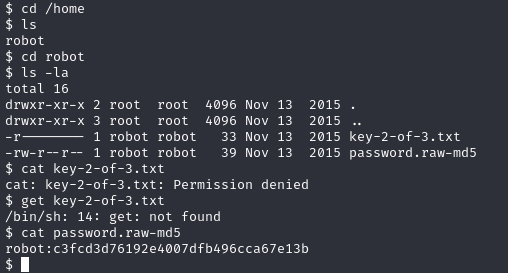 $ cd /home
$ ls
robot
$ cd robot
$ ls -la
total 16
drwxr-xr-x 2 root  root  4096 Nov 13  2015 .
drwxr-xr-x 3 root  root  4096 Nov 13  2015 ..
-r-------- 1 robot robot   33 Nov 13  2015 key-2-of-3.txt
-rw-r--r-- 1 robot robot   39 Nov 13  2015 password.raw-md5
$ cat key-2-of-3.txt
cat: key-2-of-3.txt: Permission denied
$ get key-2-of-3.txt
/bin/sh: 14: get: not found
$ cat password.raw-md5
robot:c3fcd3d76192e4007dfb496cca67e13b
$